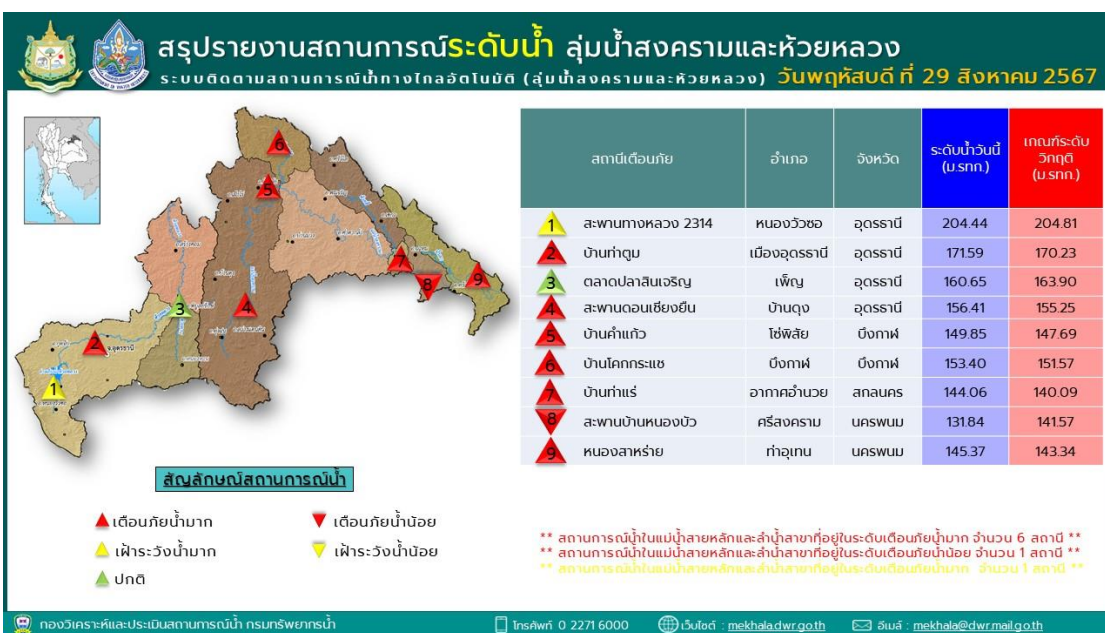 สรุปรายงานสถานการณ์ระดับน้ำ ลุ่มน้ำสงครามและห้วยหลวง
ระบบติดตามสถานการณ์น้ำทางไกลอัตโนมัติ (ลุ่มน้ำสงครามและห้วยหลวง) วันพฤหัสบดี ที่ 29 สิงหาคม 2567
สถานีเตือนภัย อำเภอ จังหวัด ระดับน้ำวันนี้ (ม.รทก.) เกณฑ์ระดับวิกฤติ (ม.รทก.)
1 สะพานทางหลวง 2314 หนองวัวซอ อุดรธานี 204.44 204.81
2 บ้านท่าตูม เมืองอุดรธานี อุดรธานี 171.59 170.23
3 ตลาดปลาสินเจริญ เพ็ญ อุดรธานี 160.65 163.90
4 สะพานดอนเชียงยืน บ้านดุง อุดรธานี 156.41 155.25
5 บ้านคำแก้ว โซ่พิสัย บึงกาฬ 149.85 147.69
6 บ้านโคกกระแซ บึงกาฬ บึงกาฬ 153.40 151.57
7 บ้านท่าแร่ อากาศอำนวย สกลนคร 144.06 140.09
8 สะพานบ้านหนองบัว ศรีสงคราม นครพนม 131.84 141.57
9 หนองสาหร่าย ท่าอุเทน นครพนม 145.37 143.34
6
5
7
8
9
3
4
2
จ.อุดรธานี
1
สัญลักษณ์สถานการณ์น้ำ
เตือนภัยน้ำมาก เตือนภัยน้ำน้อย
เฝ้าระวังน้ำมาก เฝ้าระวังน้ำน้อย
ปกติ
** สถานการณ์น้ำในแม่น้ำสายหลักและลำน้ำสาขาที่อยู่ในระดับเตือนภัยน้ำมาก จำนวน 6 สถานี **
** สถานการณ์น้ำในแม่น้ำสายหลักและลำน้ำสาขาที่อยู่ในระดับเตือนภัยน้ำน้อย จำนวน 1 สถานี **
** สถานการณ์น้ำในแม่น้ำสายหลักและลำน้ำสาขาที่อยู่ในระดับเตือนภัยน้ำมาก จำนวน 1 สถานี **
กองวิเคราะห์และประเมินสถานการณ์น้ำ กรมทรัพยากรน้ำ โทรศัพท์ 0 2271 6000 เว็บไซต์ : mekhala.dwr.go.th อีเมล์ : mekhala@dwr.mail.go.th